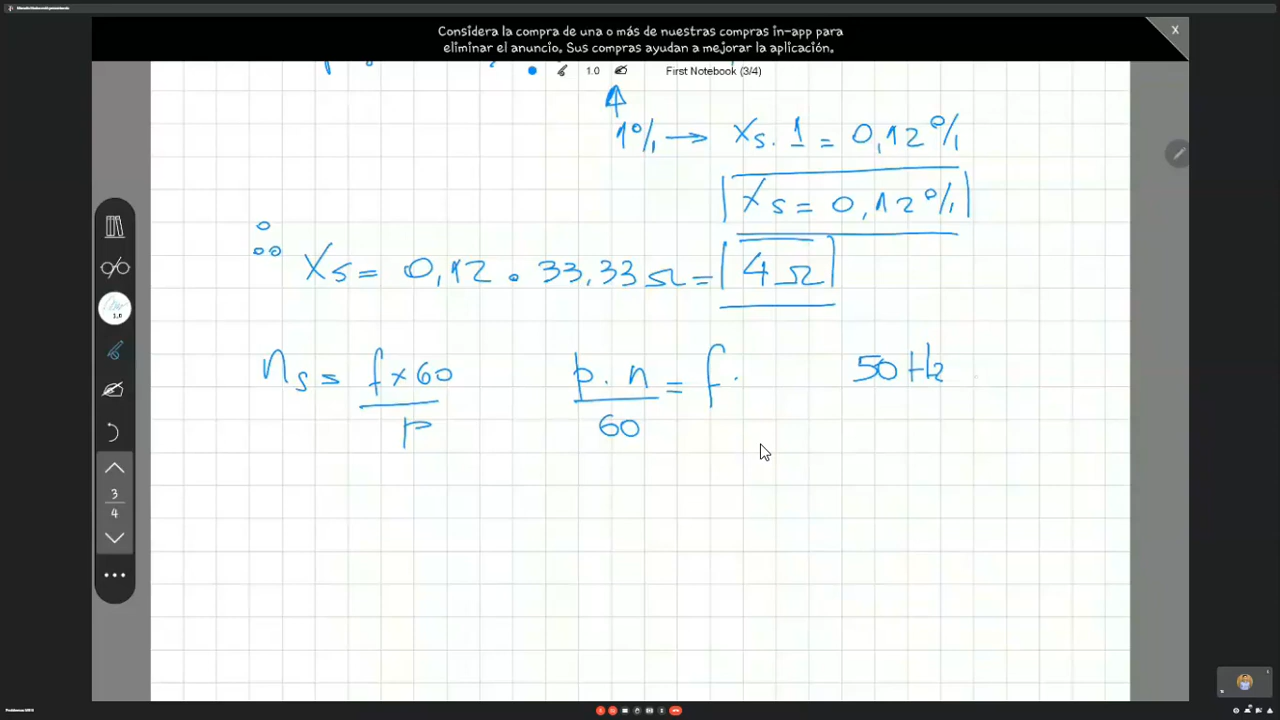 Considera la compra de una o más de nuestras compras in-app para
eliminar el anuncio. Sus compras ayudan a mejorar la aplicación.
X
1.0
First Notebook (3/4)
1% → Xs. 1 = 0,12%
Xs = 0,12%
∴ Xs = 0,12 . 33,33 Ω = 4 Ω
ns = f x 60 / p
p. n / 60 = f.
50 Hz
1.0
3
4